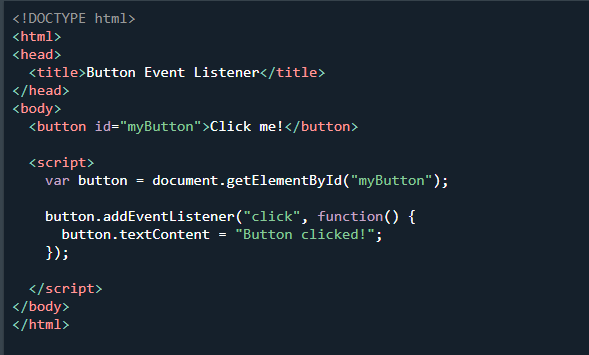 <!DOCTYPE html>
<html>
<head>
  <title>Button Event Listener</title>
</head>
<body>
  <button id="myButton">Click me!</button>

  <script>
    var button = document.getElementById("myButton");

    button.addEventListener("click", function() {
      button.textContent = "Button clicked!";
    });

  </script>
</body>
</html>